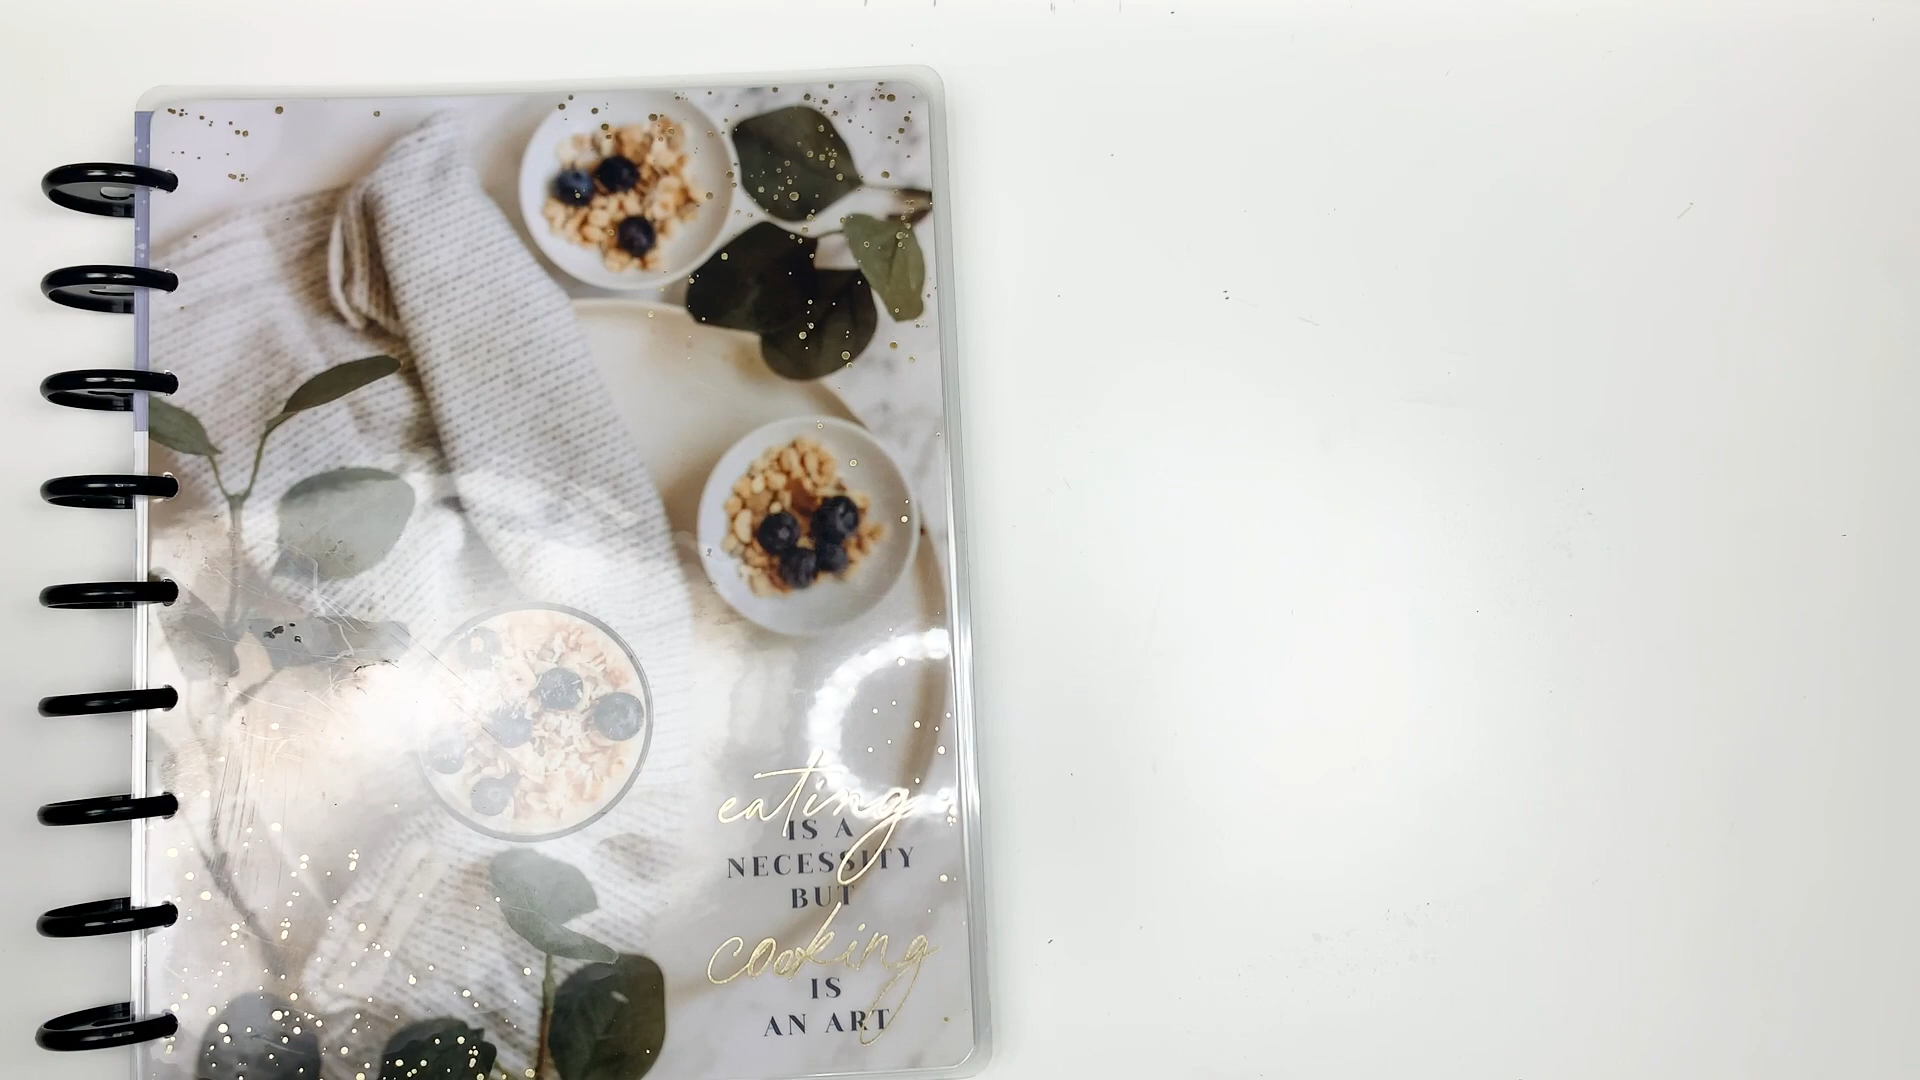 eating
IS A
NECESSITY
BUT
cooking
IS
AN ART